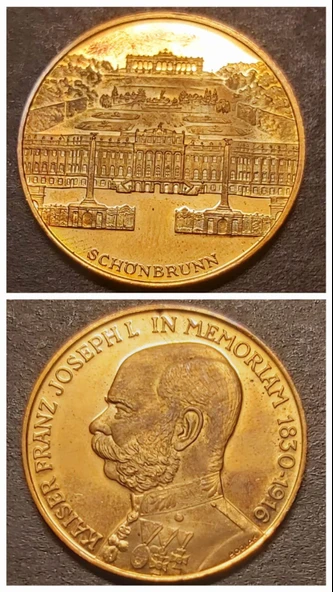 SCHÖNBRUNN
KAISER FRANZ JOSEPH I. IN MEMORIAM 1830-1916